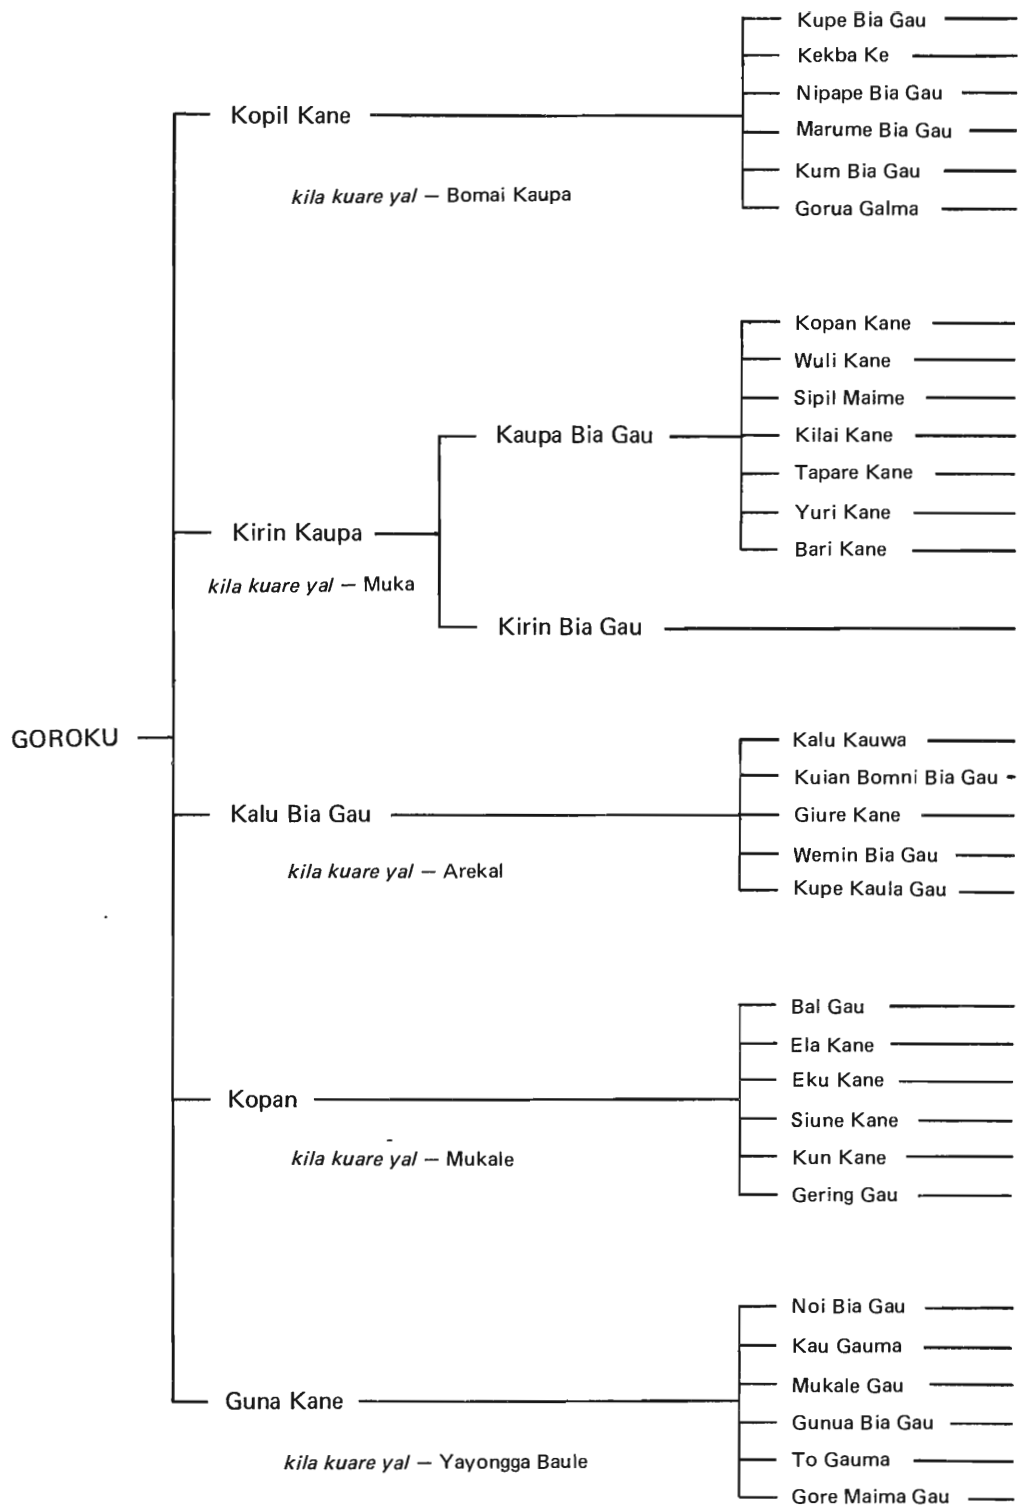 Kupe Bia Gau
Kekba Ke
Kopil Kane
Nipape Bia Gau
Marume Bia Gau
kila kuare yal — Bomai Kaupa
Kum Bia Gau
Gorua Galma
Kopan Kane
Wuli Kane
Sipil Maime
Kaupa Bia Gau
Kilai Kane
Tapare Kane
Kirin Kaupa
Yuri Kane
Bari Kane
kila kuare yal — Muka
Kirin Bia Gau
GOROKU
Kalu Kauwa
Kuian Bomni Bia Gau
Kalu Bia Gau
Giure Kane
Wemin Bia Gau
kila kuare yal — Arekal
Kupe Kaula Gau
Bal Gau
Ela Kane
Eku Kane
Kopan
Siune Kane
kila kuare yal — Mukale
Kun Kane
Gering Gau
Noi Bia Gau
Kau Gauma
Mukale Gau
Guna Kane
Gunua Bia Gau
kila kuare yal — Yayongga Baule
To Gauma
Gore Maima Gau